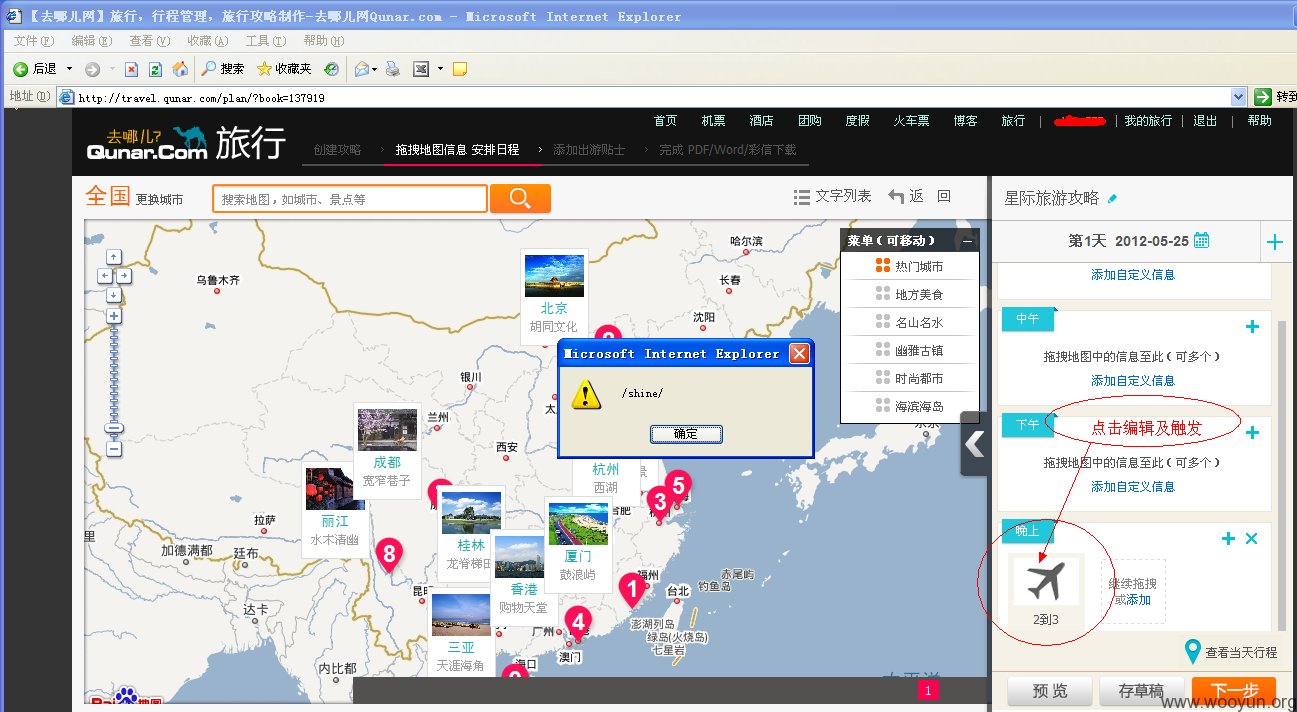 【去哪儿网】旅行，行程管理，旅行攻略制作-去哪儿网Qunar.com - Microsoft Internet Explorer
文件(F) 编辑(E) 查看(V) 收藏(A) 工具(T) 帮助(H)
后退 搜索 收藏夹
地址(D) http://travel.qunar.com/plan/?book=137919 转到
首页 机票 酒店 团购 度假 火车票 博客 旅行 | | 我的旅行 | 退出 | 帮助
去哪儿?
Qunar.Com 旅行
创建攻略 > 拖拽地图信息 安排日程 > 添加出游贴士 > 完成 PDF/Word/彩信下载
全国 更换城市 搜索地图，如城市、景点等 文字列表 返 回
星际旅游攻略
第1天 2012-05-25
添加自定义信息
中午
拖拽地图中的信息至此（可多个）
添加自定义信息
下午
点击编辑及触发
拖拽地图中的信息至此（可多个）
添加自定义信息
晚上
2到3
继续拖拽
或添加
查看当天行程
预 览 存草稿 下一步
菜单（可移动）
热门城市
地方美食
名山名水
幽雅古镇
时尚都市
海滨海岛
Microsoft Internet Explorer
/shine/
确定
哈尔滨
乌鲁木齐
长春
沈阳
北京
胡同文化
银川
兰州
西安
成都
宽窄巷子
杭州
西湖
丽江
水木清幽
拉萨
加德满都
廷布
达卡
内比都
桂林
龙脊梯田
厦门
鼓浪屿
香港
购物天堂
三亚
天涯海角
广州
澳门
海口
福州
台北
钓鱼岛
赤尾屿
澎湖列岛
绿岛(火烧岛)
七星岩
5
3
8
1
4
1
www.wooyun.org